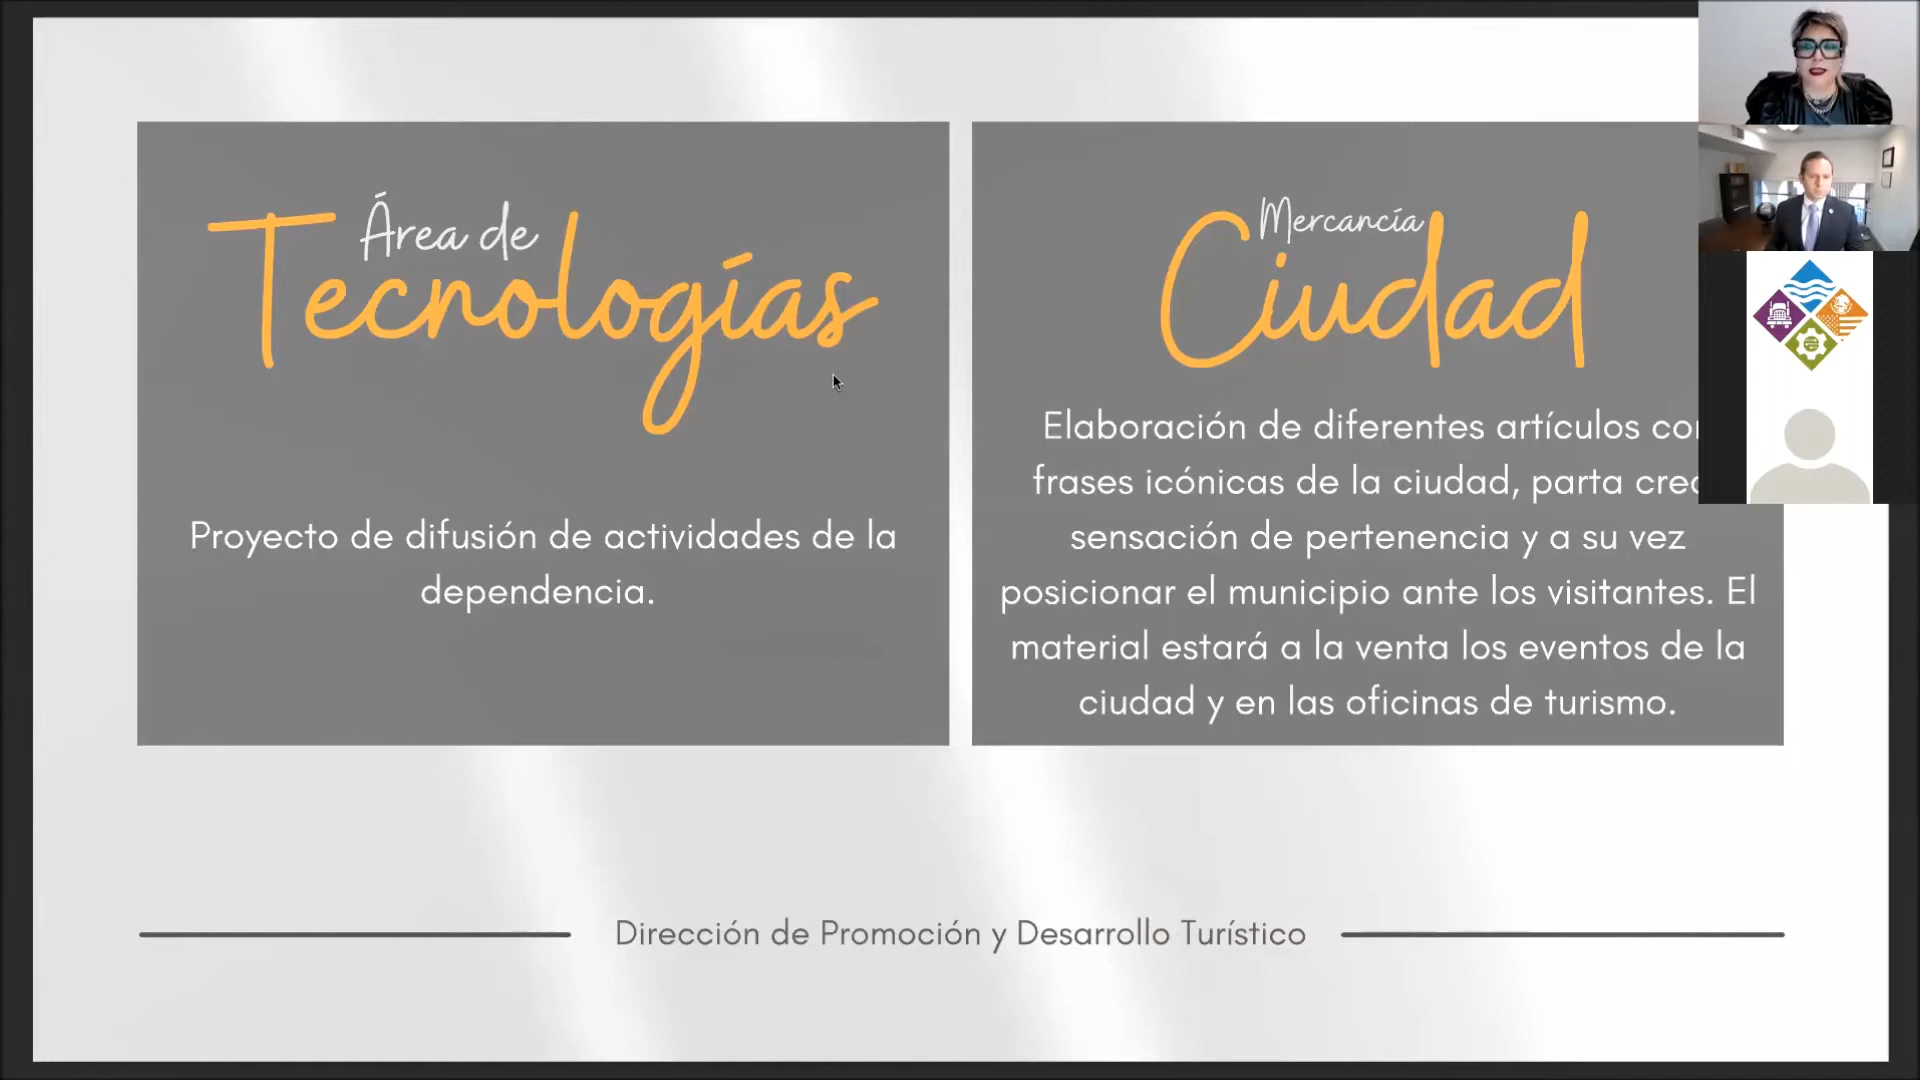 Área de
Tecnologías
Proyecto de difusión de actividades de la
dependencia.
Mercancía
Ciudad
Elaboración de diferentes artículos con
frases icónicas de la ciudad, parta crea
sensación de pertenencia y a su vez
posicionar el municipio ante los visitantes. El
material estará a la venta los eventos de la
ciudad y en las oficinas de turismo.
Dirección de Promoción y Desarrollo Turístico